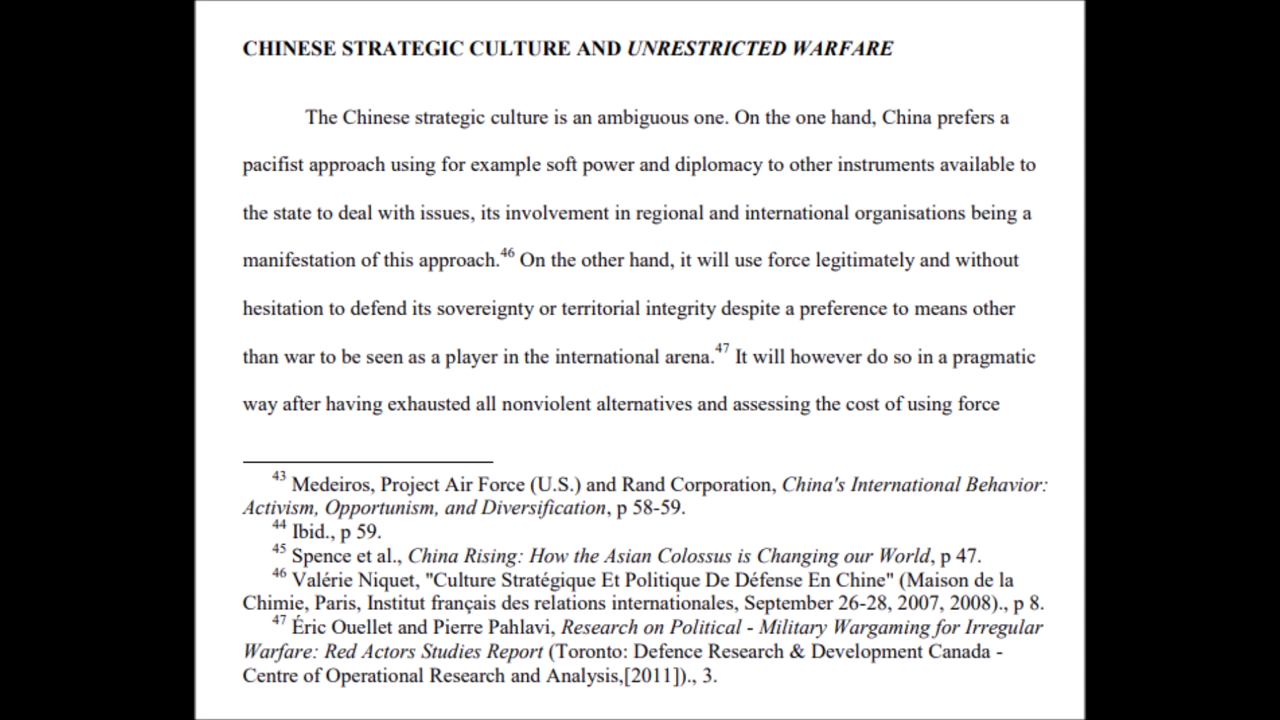 CHINESE STRATEGIC CULTURE AND UNRESTRICTED WARFARE
The Chinese strategic culture is an ambiguous one. On the one hand, China prefers a
pacifist approach using for example soft power and diplomacy to other instruments available to
the state to deal with issues, its involvement in regional and international organisations being a
manifestation of this approach.46 On the other hand, it will use force legitimately and without
hesitation to defend its sovereignty or territorial integrity despite a preference to means other
than war to be seen as a player in the international arena.47 It will however do so in a pragmatic
way after having exhausted all nonviolent alternatives and assessing the cost of using force
43 Medeiros, Project Air Force (U.S.) and Rand Corporation, China's International Behavior:
Activism, Opportunism, and Diversification, p 58-59.
44 Ibid., p 59.
45 Spence et al., China Rising: How the Asian Colossus is Changing our World, p 47.
46 Valérie Niquet, "Culture Stratégique Et Politique De Défense En Chine" (Maison de la
Chimie, Paris, Institut français des relations internationales, September 26-28, 2007, 2008)., p 8.
47 Éric Ouellet and Pierre Pahlavi, Research on Political - Military Wargaming for Irregular
Warfare: Red Actors Studies Report (Toronto: Defence Research & Development Canada -
Centre of Operational Research and Analysis,[2011])., 3.